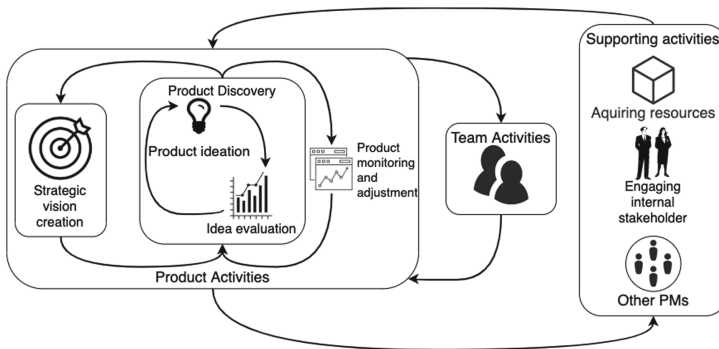 Supporting activities
Product Discovery
Aquiring resources
Team Activities
Product ideation
Product
monitoring
and
adjustment
Strategic
vision
creation
Engaging
internal
stakeholder
Idea evaluation
Product Activities
Other PMs